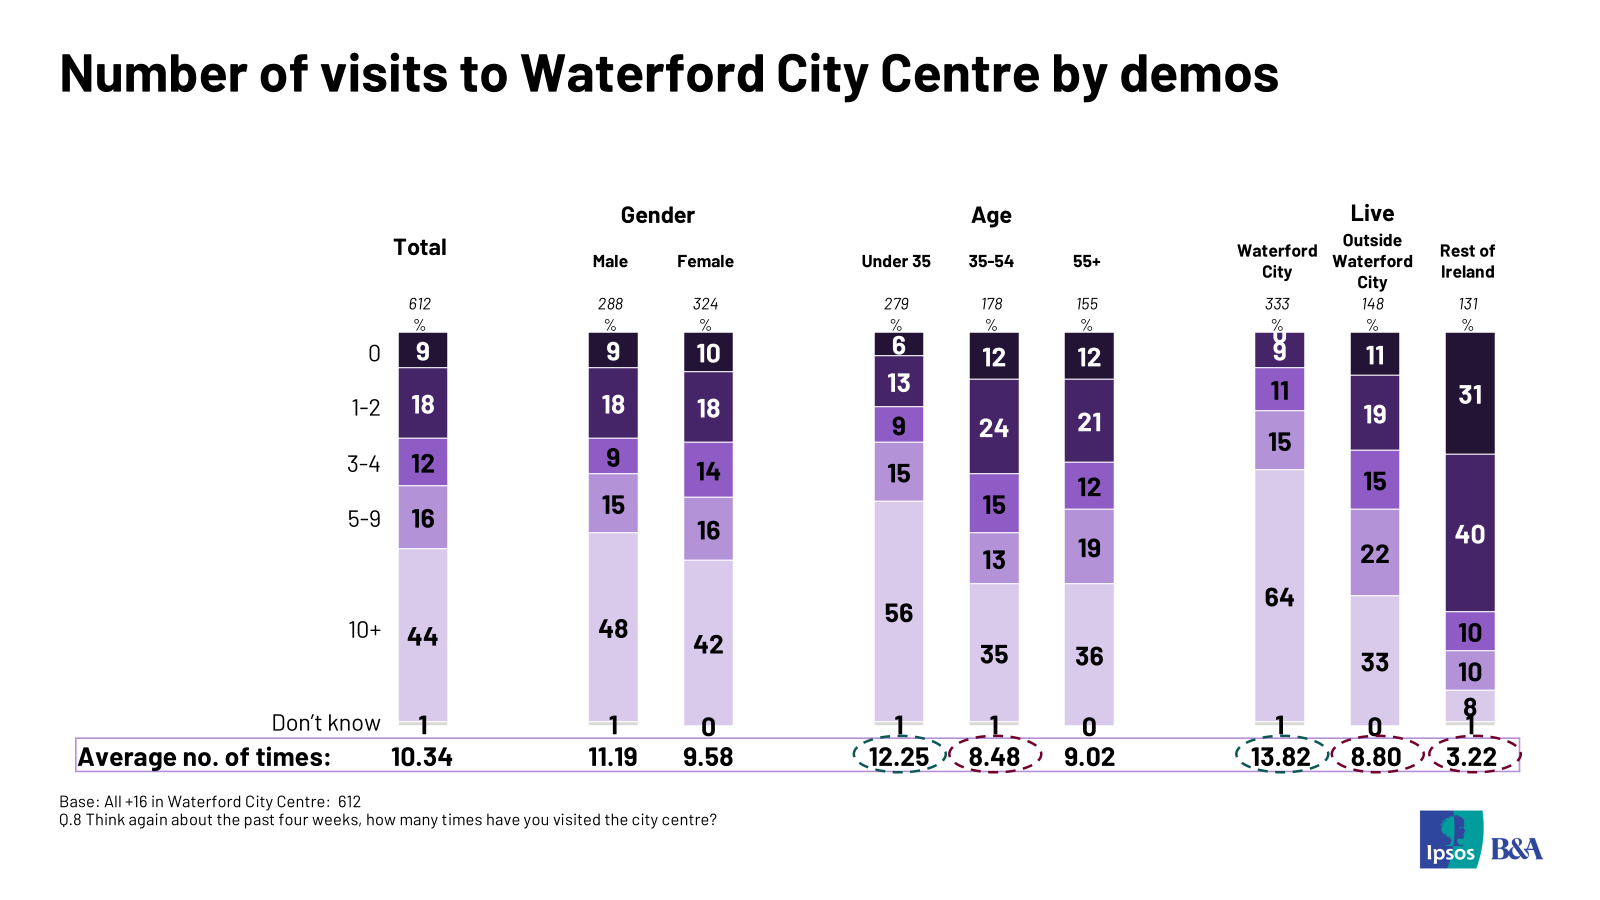 Number of visits to Waterford City Centre by demos
Gender
Age
Live
Total
Male
Female
Under 35
35-54
55+
Waterford
City
Outside
Waterford
City
Rest of
Ireland
612
288
324
279
178
155
333
148
131
% % % % % % % % %
0 9 9 10 6 12 12 0 11 31
1-2 18 18 18 13 24 21 9 19 40
3-4 12 9 14 9 15 12 11 15 10
5-9 16 15 16 15 13 19 15 22 10
10+ 44 48 42 56 35 36 64 33 8
Don't know 1 1 0 1 1 0 1 0 1
Average no. of times: 10.34 11.19 9.58 12.25 8.48 9.02 13.82 8.80 3.22
Base: All +16 in Waterford City Centre: 612
Q.8 Think again about the past four weeks, how many times have you visited the city centre?
Ipsos B&A